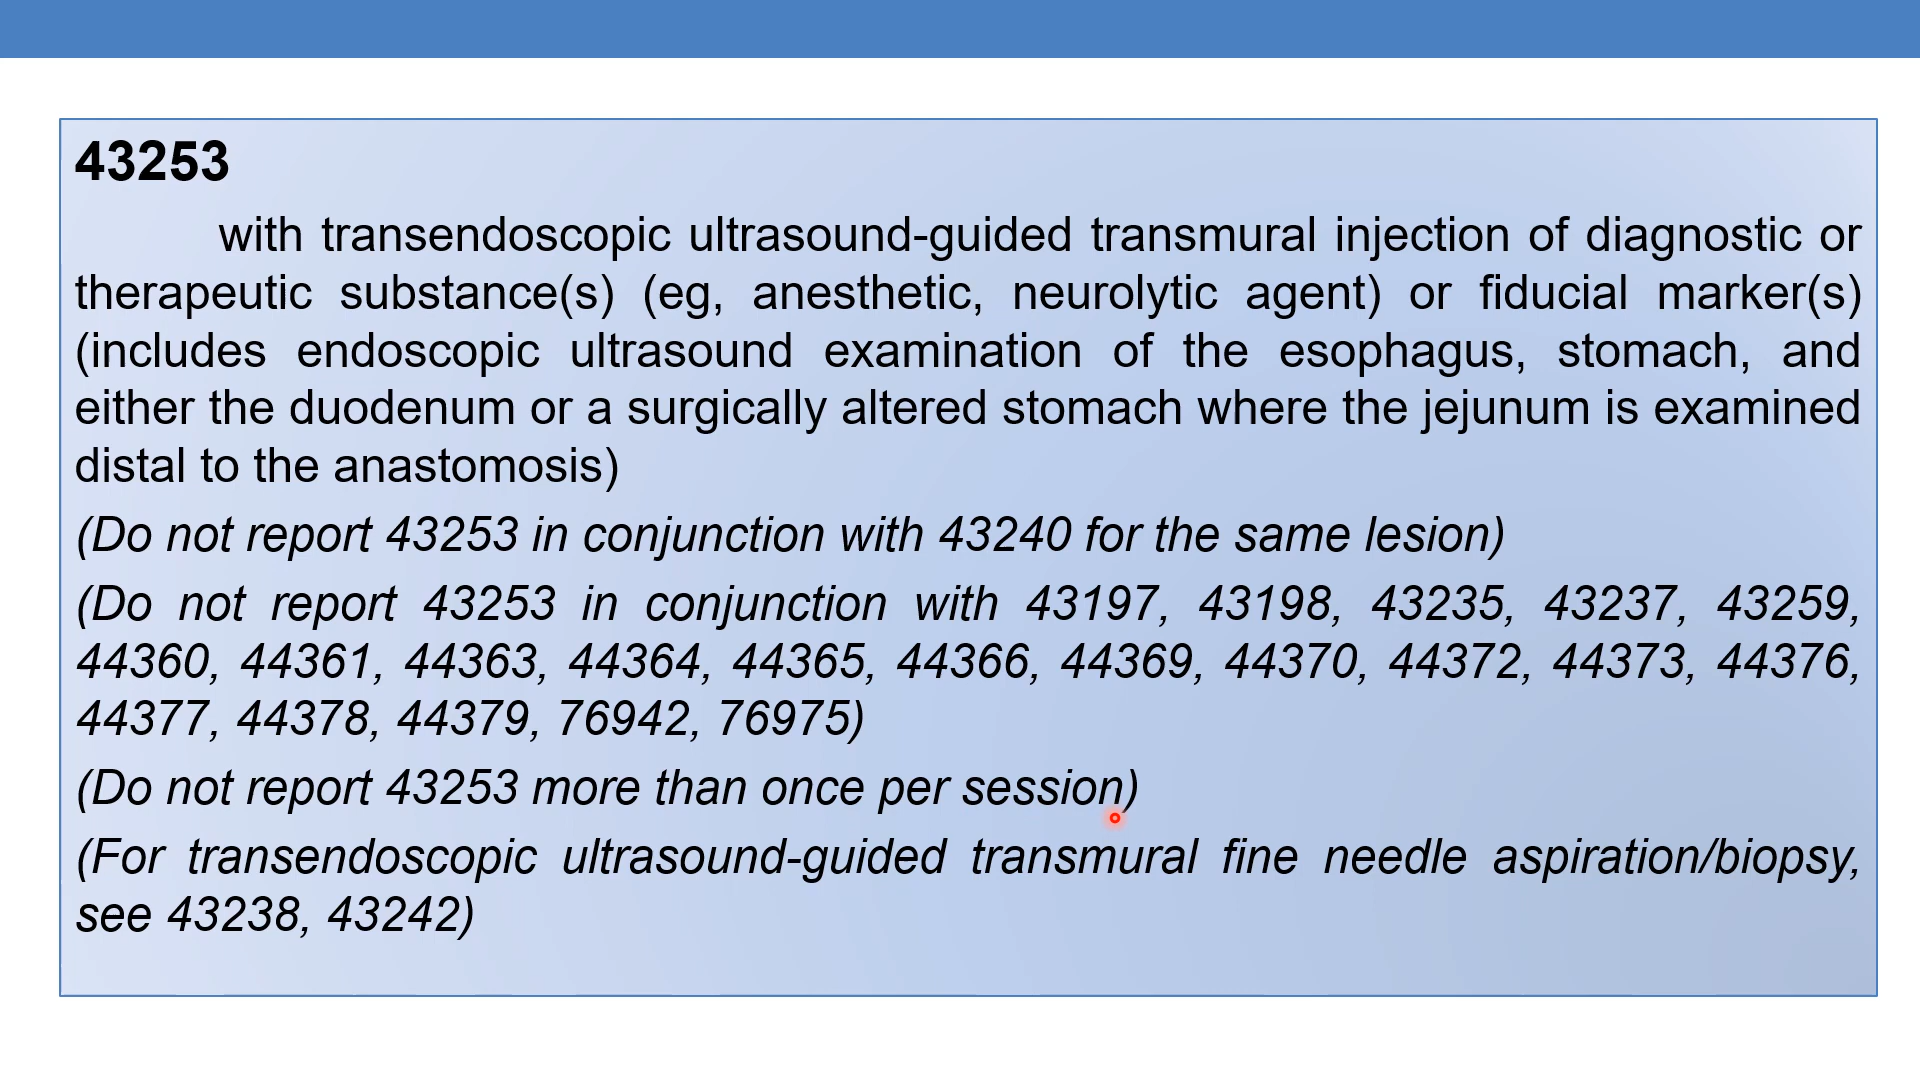 43253
with transendoscopic ultrasound-guided transmural injection of diagnostic or
therapeutic substance(s) (eg, anesthetic, neurolytic agent) or fiducial marker(s)
(includes endoscopic ultrasound examination of the esophagus, stomach, and
either the duodenum or a surgically altered stomach where the jejunum is examined
distal to the anastomosis)
(Do not report 43253 in conjunction with 43240 for the same lesion)
(Do not report 43253 in conjunction with 43197, 43198, 43235, 43237, 43259,
44360, 44361, 44363, 44364, 44365, 44366, 44369, 44370, 44372, 44373, 44376,
44377, 44378, 44379, 76942, 76975)
(Do not report 43253 more than once per session)
(For transendoscopic ultrasound-guided transmural fine needle aspiration/biopsy,
see 43238, 43242)